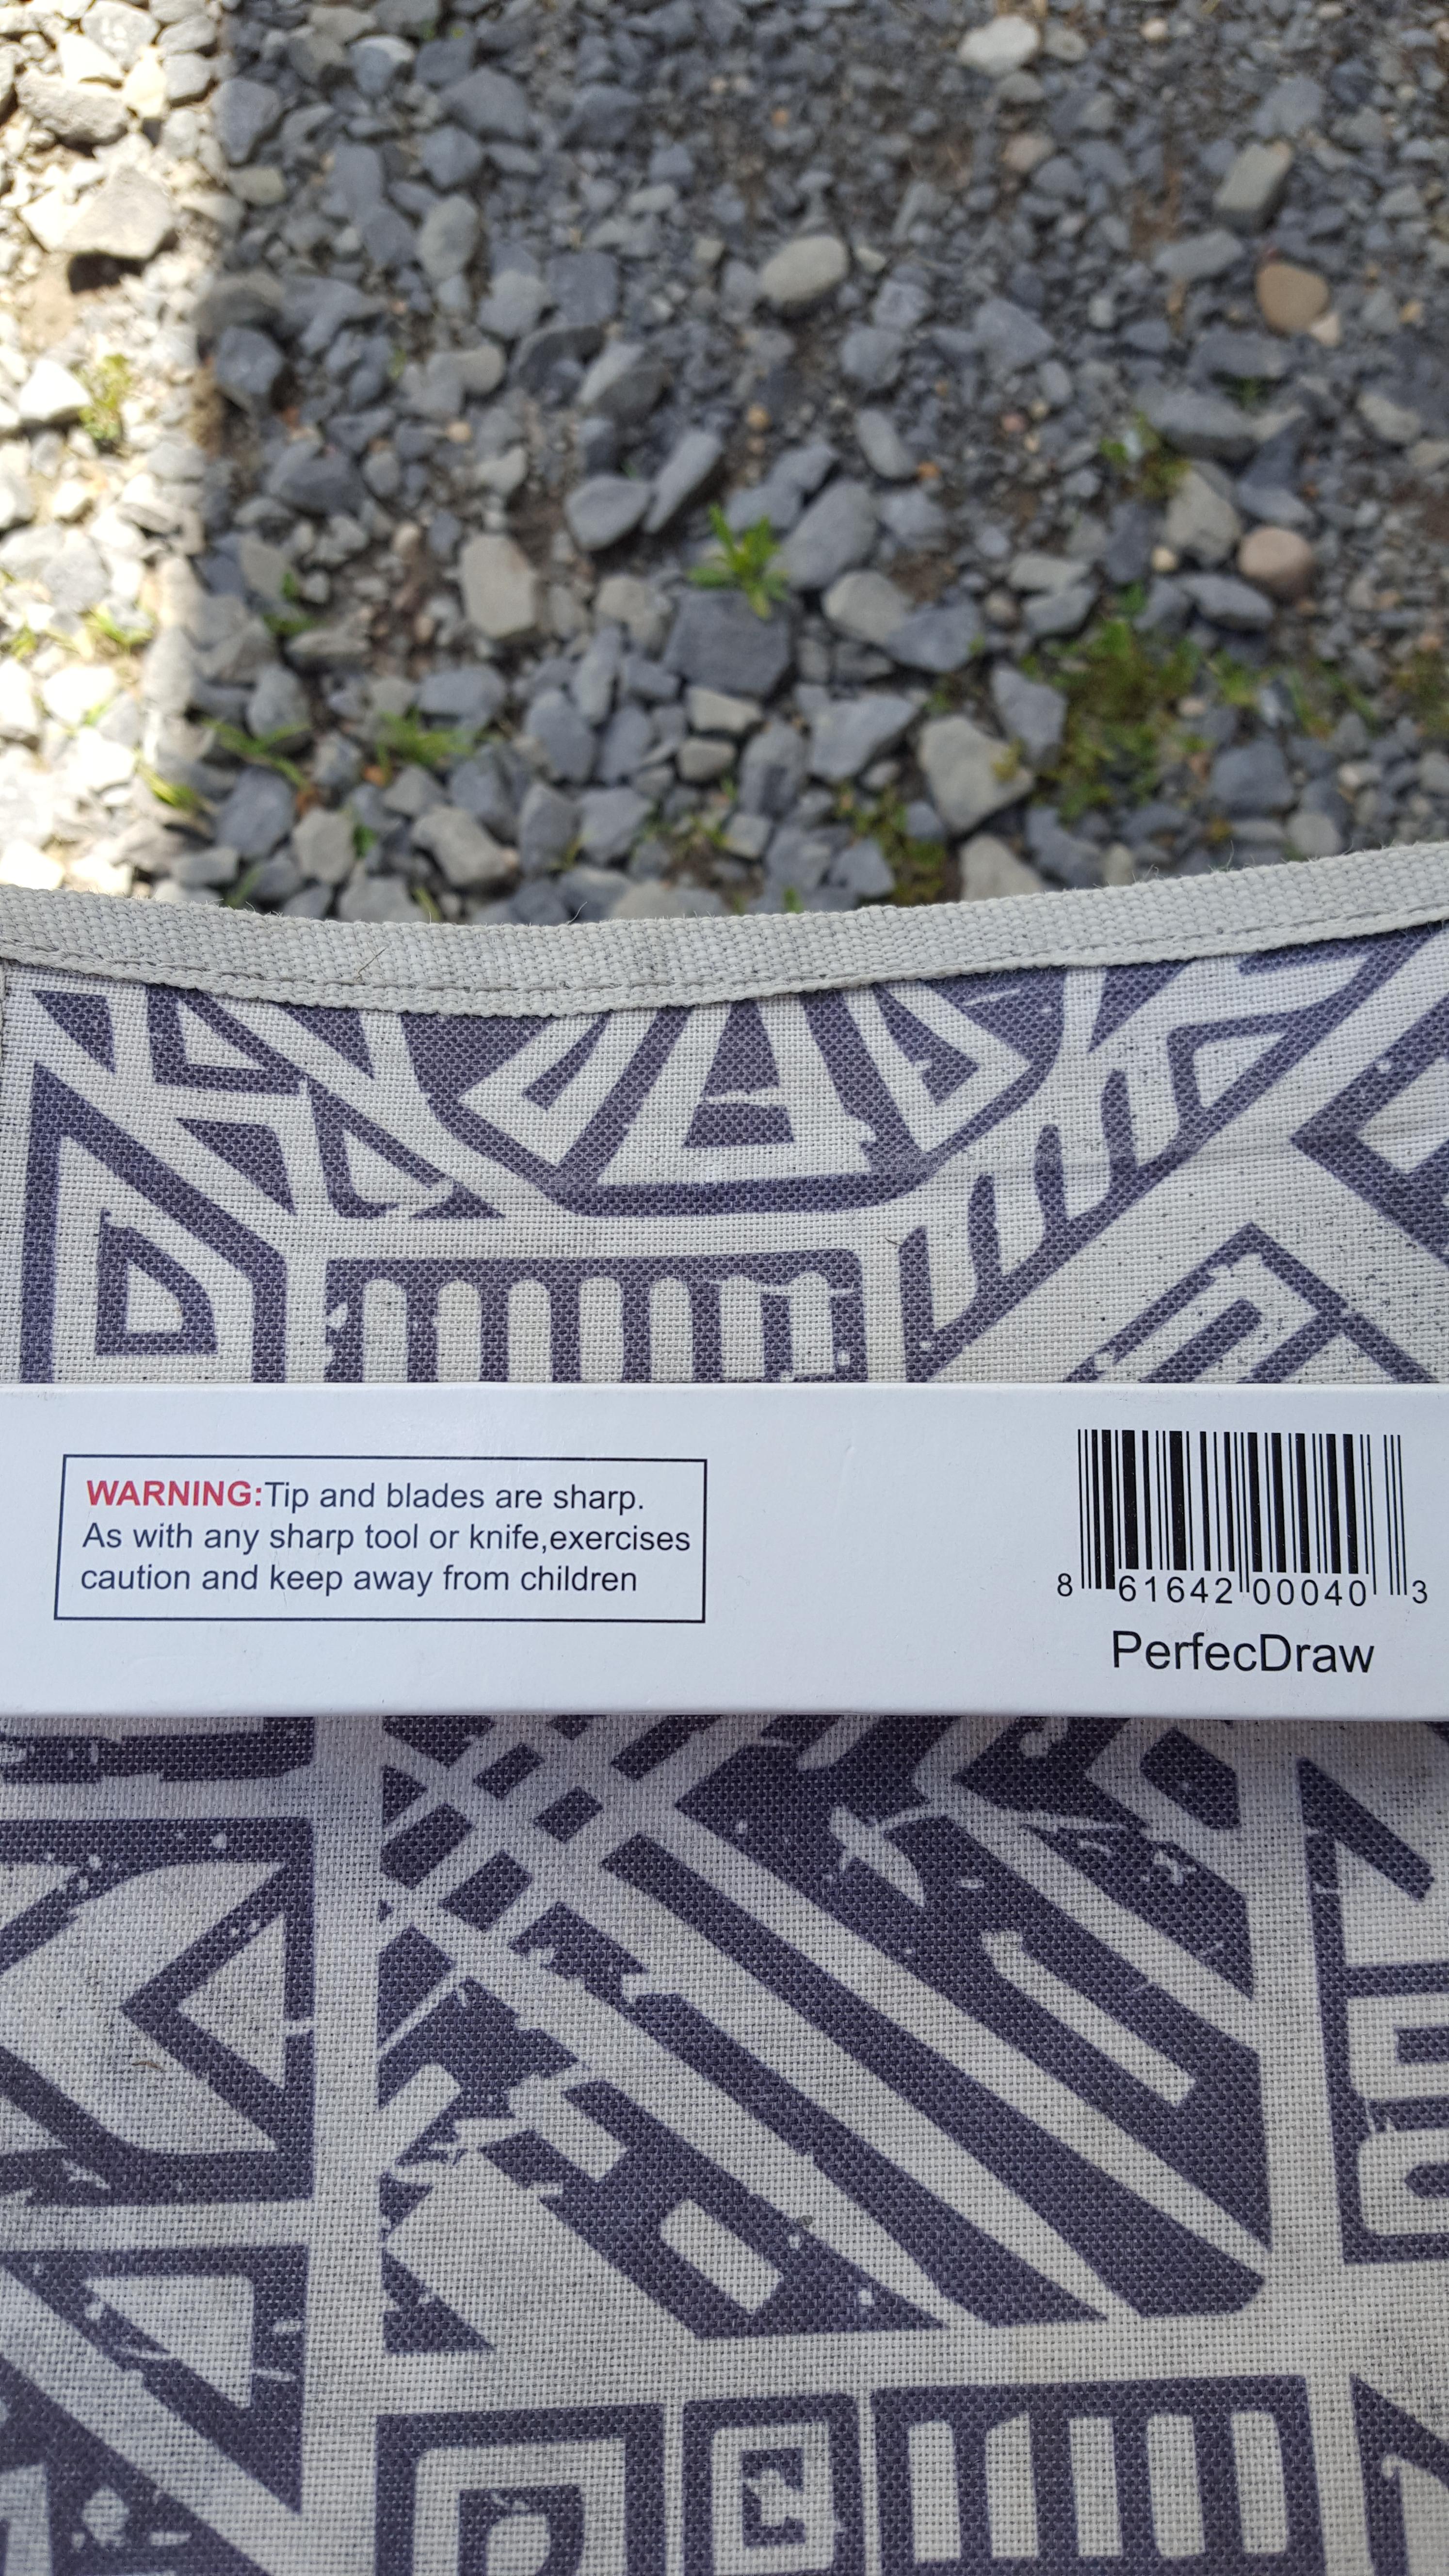 WARNING:Tip and blades are sharp.
As with any sharp tool or knife,exercises
caution and keep away from children
8 61642 00040 3
PerfecDraw